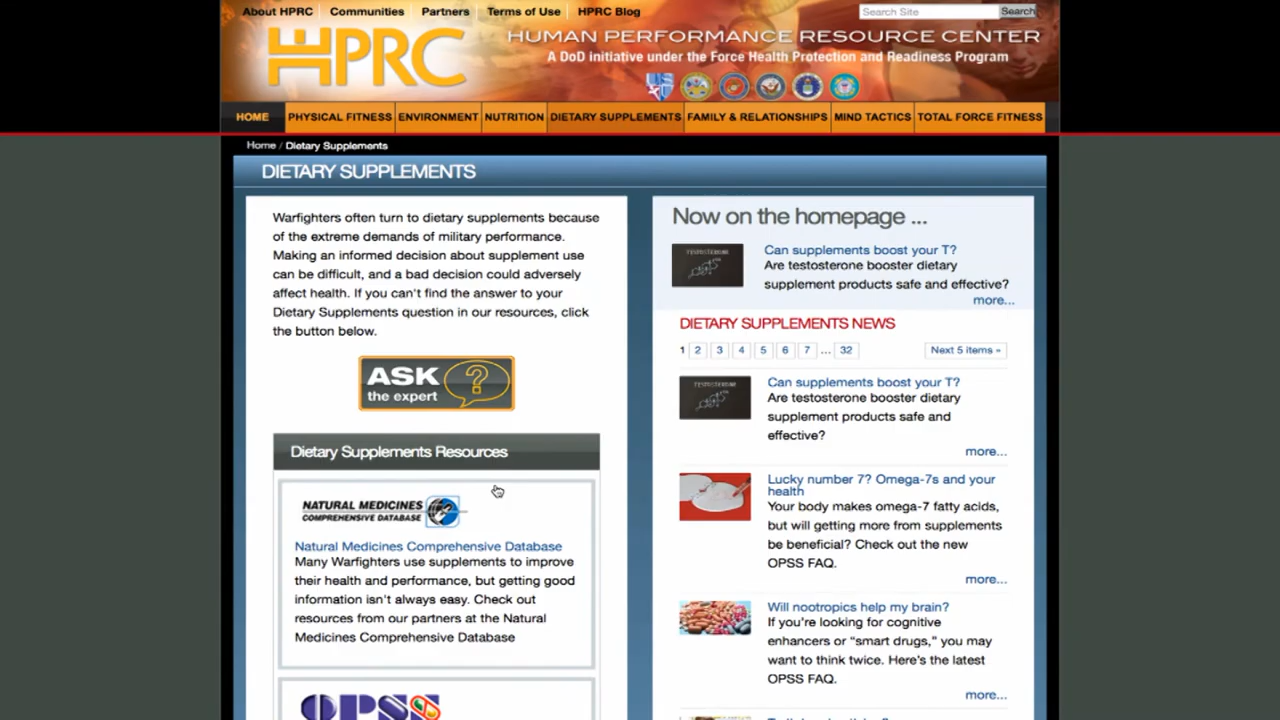 About HPRC Communities Partners Terms of Use HPRC Blog
Search Site Search
HPRC
HUMAN PERFORMANCE RESOURCE CENTER
A DoD initiative under the Force Health Protection and Readiness Program
HOME PHYSICAL FITNESS ENVIRONMENT NUTRITION DIETARY SUPPLEMENTS FAMILY & RELATIONSHIPS MIND TACTICS TOTAL FORCE FITNESS
Home / Dietary Supplements
DIETARY SUPPLEMENTS
Warfighters often turn to dietary supplements because
of the extreme demands of military performance.
Making an informed decision about supplement use
can be difficult, and a bad decision could adversely
affect health. If you can't find the answer to your
Dietary Supplements question in our resources, click
the button below.
ASK
the expert
?
Dietary Supplements Resources
NATURAL MEDICINES
COMPREHENSIVE DATABASE
Natural Medicines Comprehensive Database
Many Warfighters use supplements to improve
their health and performance, but getting good
information isn't always easy. Check out
resources from our partners at the Natural
Medicines Comprehensive Database
OPSS
Now on the homepage ...
TESTOSTERONE
Can supplements boost your T?
Are testosterone booster dietary
supplement products safe and effective?
more...
DIETARY SUPPLEMENTS NEWS
1 2 3 4 5 6 7 ... 32 Next 5 items »
TESTOSTERONE
Can supplements boost your T?
Are testosterone booster dietary
supplement products safe and
effective?
more...
Lucky number 7? Omega-7s and your
health
Your body makes omega-7 fatty acids,
but will getting more from supplements
be beneficial? Check out the new
OPSS FAQ.
more...
Will nootropics help my brain?
If you're looking for cognitive
enhancers or “smart drugs,” you may
want to think twice. Here's the latest
OPSS FAQ.
more...